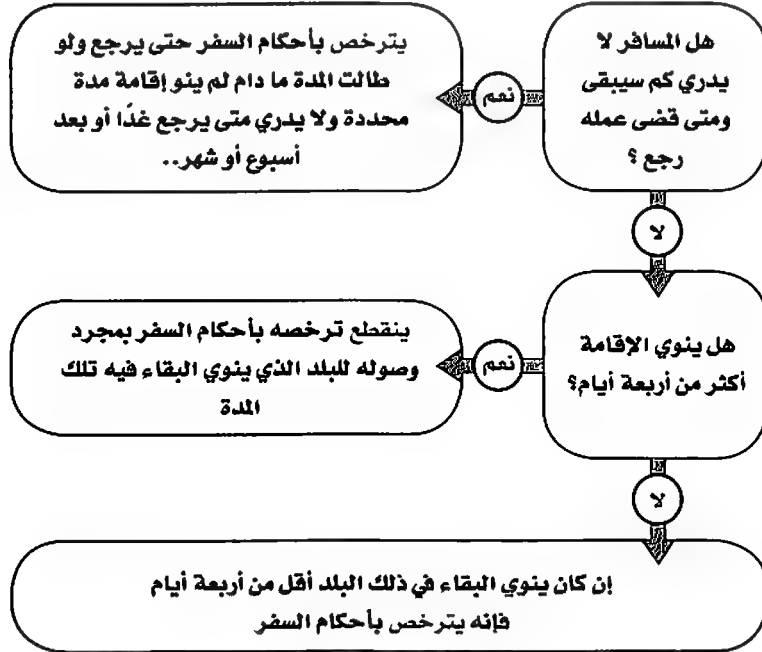 هل المسافر لا
يدري كم سيبقى
ومتى قضى عمله
رجع ؟
نعم
يترخص بأحكام السفر حتى يرجع ولو
طالت المدة ما دام لم ينو إقامة مدة
محددة ولا يدري متى يرجع غدًا أو بعد
أسبوع أو شهر..
لا
هل ينوي الإقامة
أكثر من أربعة أيام؟
نعم
ينقطع ترخصه بأحكام السفر بمجرد
وصوله للبلد الذي ينوي البقاء فيه تلك
المدة
لا
إن كان ينوي البقاء في ذلك البلد أقل من أربعة أيام
فإنه يترخص بأحكام السفر